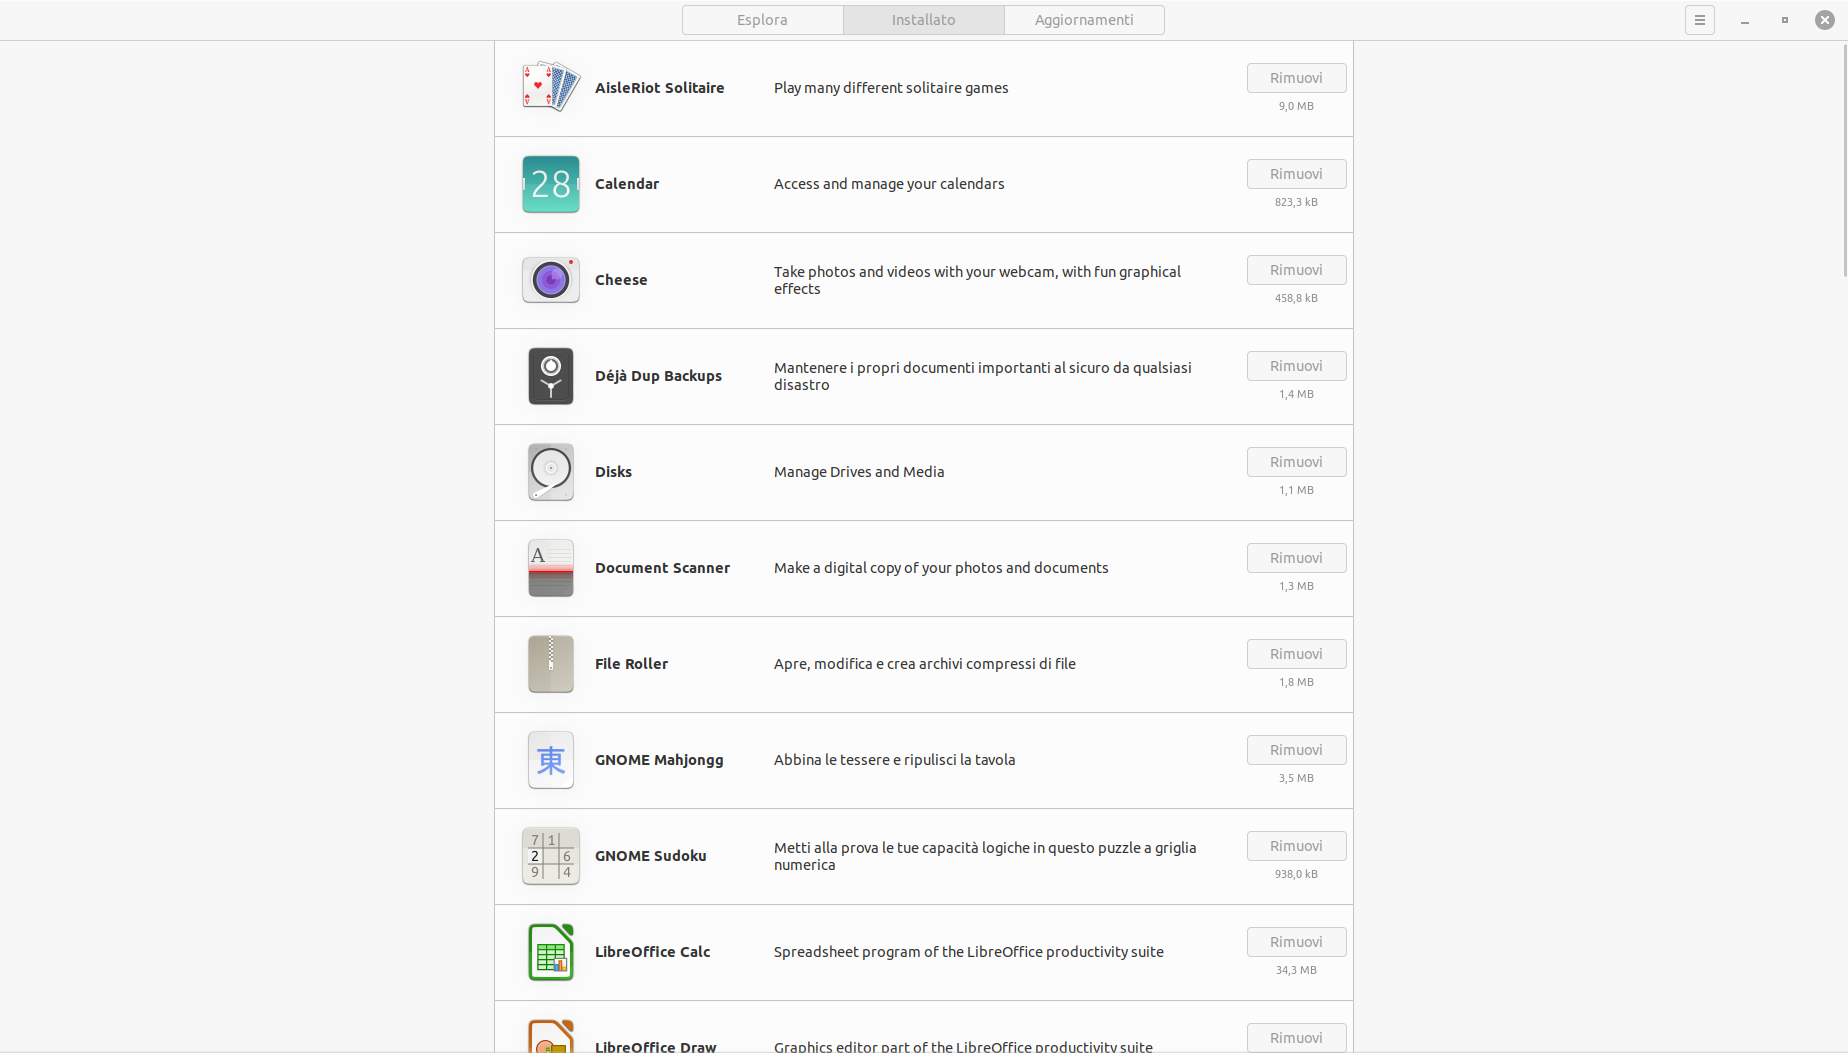 Esplora Installato Aggiornamenti
AisleRiot Solitaire Play many different solitaire games Rimuovi
9,0 MB
28 Calendar Access and manage your calendars Rimuovi
823,3 kB
Cheese Take photos and videos with your webcam, with fun graphical
effects Rimuovi
458,8 kB
Déjà Dup Backups Mantenere i propri documenti importanti al sicuro da qualsiasi
disastro Rimuovi
1,4 MB
Disks Manage Drives and Media Rimuovi
1,1 MB
A Document Scanner Make a digital copy of your photos and documents Rimuovi
1,3 MB
File Roller Apre, modifica e crea archivi compressi di file Rimuovi
1,8 MB
東 GNOME Mahjongg Abbina le tessere e ripulisci la tavola Rimuovi
3,5 MB
7 1
2 6
9 4
GNOME Sudoku Metti alla prova le tue capacità logiche in questo puzzle a griglia
numerica Rimuovi
938,0 kB
LibreOffice Calc Spreadsheet program of the LibreOffice productivity suite Rimuovi
34,3 MB
LibreOffice Draw Graphics editor part of the LibreOffice productivity suite Rimuovi